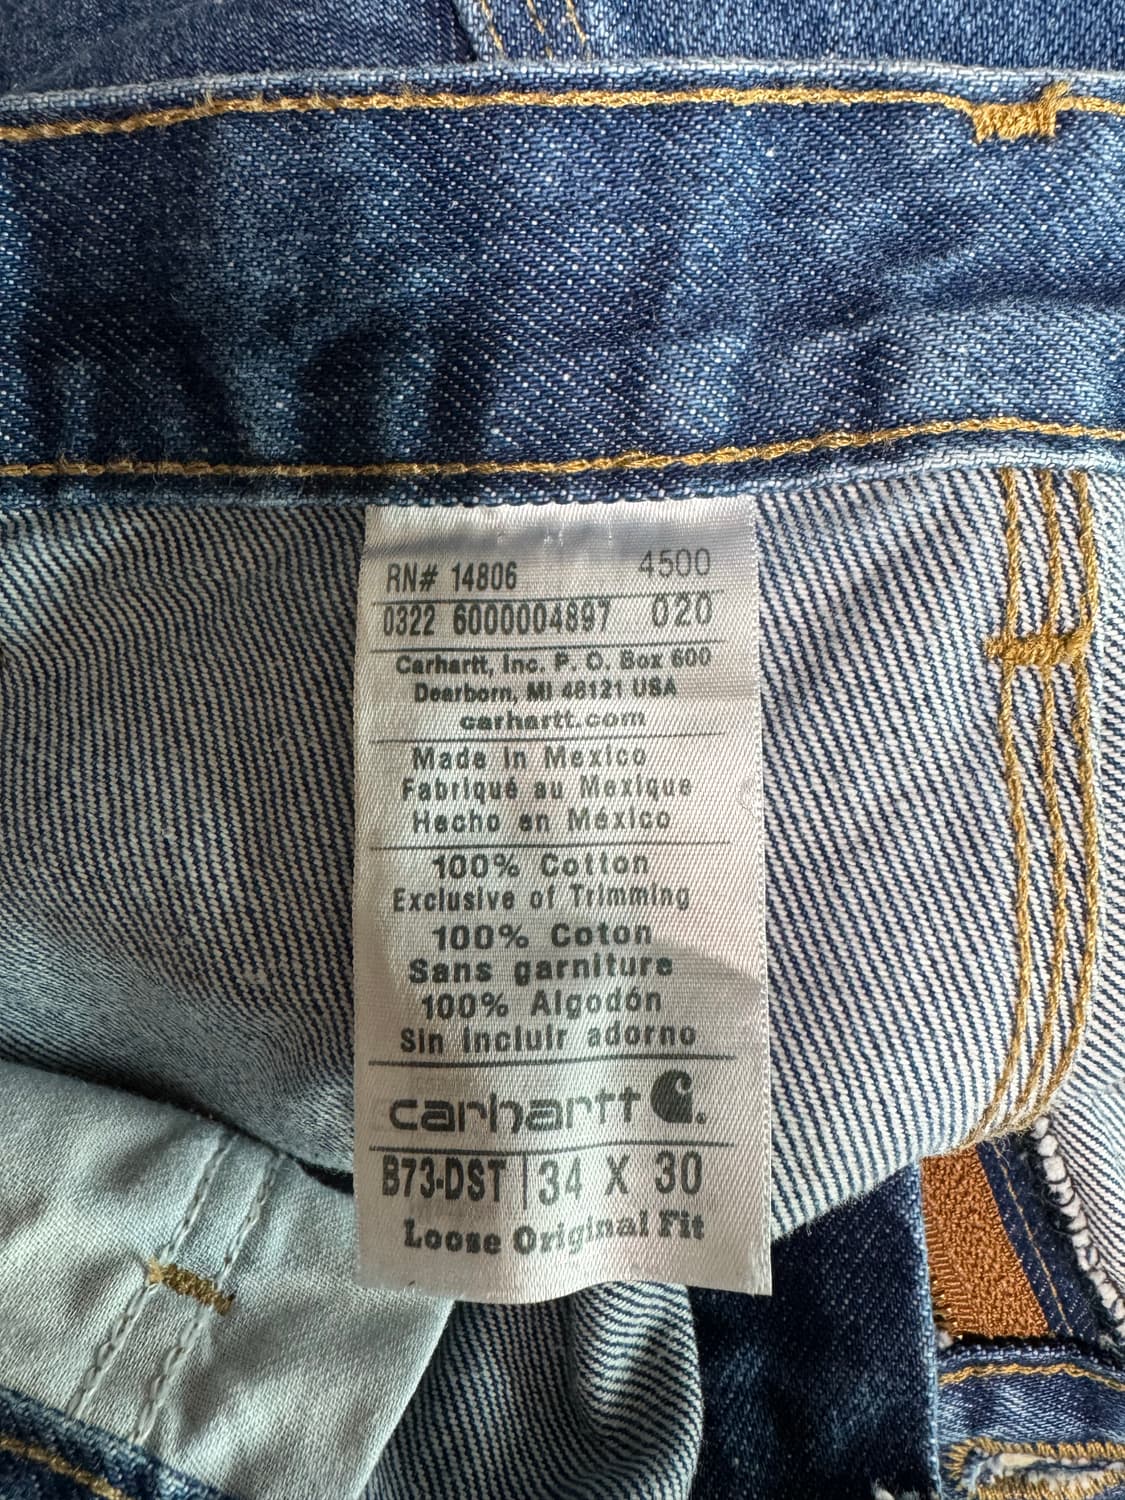 RN# 14806 4500
0322 6000004897 020
Carhartt, Inc. P. O. Box 600
Dearborn, MI 48121 USA
carhartt.com
Made in Mexico
Fabriqué au Mexique
Hecho en México
100% Cotton
Exclusive of Trimming
100% Coton
Sans garniture
100% Algodón
Sin incluir adorno
carhartt
B73-DST 34 X 30
Loose Original Fit